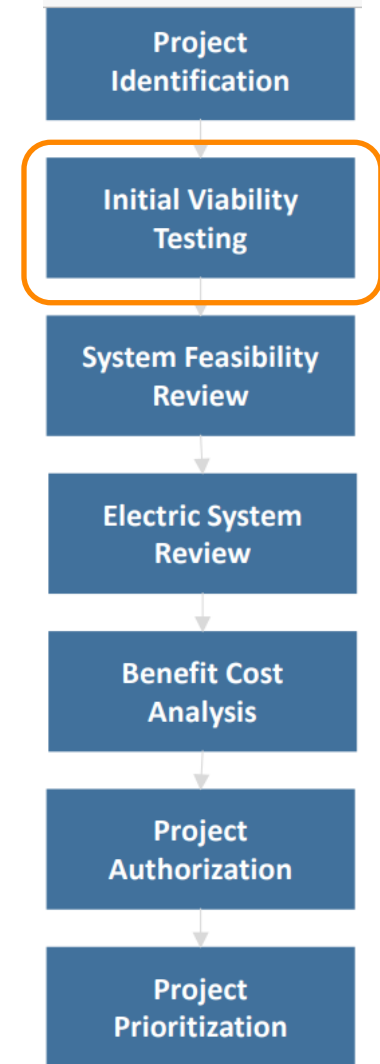 Project
Identification
Initial Viability
Testing
System Feasibility
Review
Electric System
Review
Benefit Cost
Analysis
Project
Authorization
Project
Prioritization